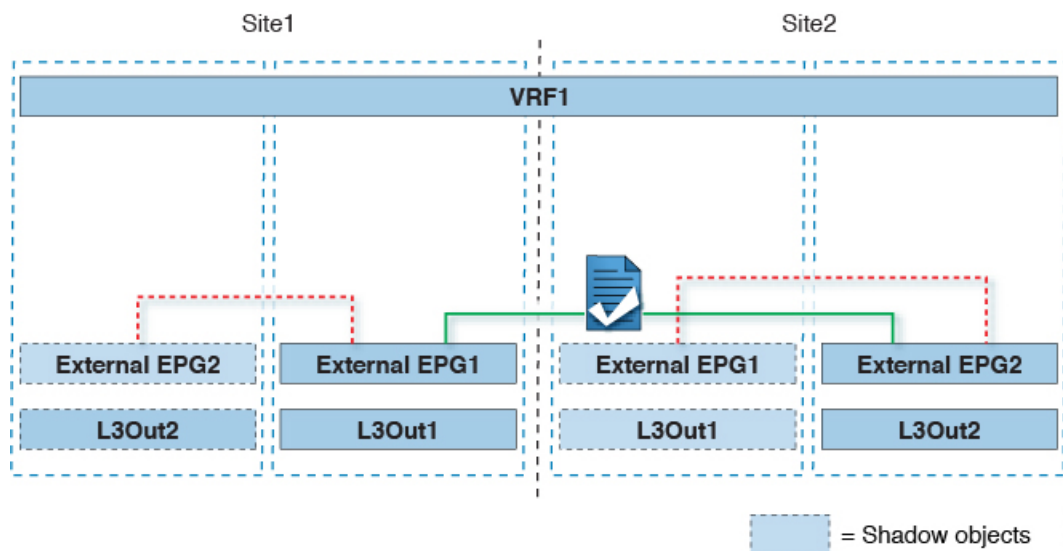 Site1
Site2
VRF1
External EPG2
External EPG1
External EPG1
External EPG2
L3Out2
L3Out1
L3Out1
L3Out2
= Shadow objects